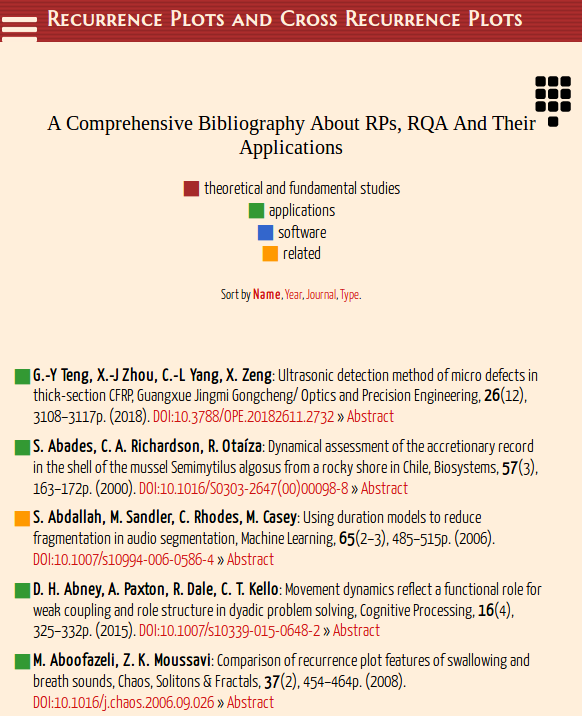 Recurrence Plots and Cross Recurrence Plots
A Comprehensive Bibliography About RPs, RQA And Their
Applications
theoretical and fundamental studies
applications
software
related
Sort by Name, Year, Journal, Type.
G.-Y Teng, X.-J Zhou, C.-L Yang, X. Zeng: Ultrasonic detection method of micro defects in
thick-section CFRP, Guangxue Jingmi Gongcheng/ Optics and Precision Engineering, 26(12),
3108–3117p. (2018). DOI:10.3788/OPE.20182611.2732 » Abstract
S. Abades, C. A. Richardson, R. Otaíza: Dynamical assessment of the accretionary record
in the shell of the mussel Semimytilus algosus from a rocky shore in Chile, Biosystems, 57(3),
163–172p. (2000). DOI:10.1016/S0303-2647(00)00098-8 » Abstract
S. Abdallah, M. Sandler, C. Rhodes, M. Casey: Using duration models to reduce
fragmentation in audio segmentation, Machine Learning, 65(2–3), 485–515p. (2006).
DOI:10.1007/s10994-006-0586-4 » Abstract
D. H. Abney, A. Paxton, R. Dale, C. T. Kello: Movement dynamics reflect a functional role for
weak coupling and role structure in dyadic problem solving, Cognitive Processing, 16(4),
325–332p. (2015). DOI:10.1007/s10339-015-0648-2 » Abstract
M. Aboofazeli, Z. K. Moussavi: Comparison of recurrence plot features of swallowing and
breath sounds, Chaos, Solitons & Fractals, 37(2), 454–464p. (2008).
DOI:10.1016/j.chaos.2006.09.026 » Abstract